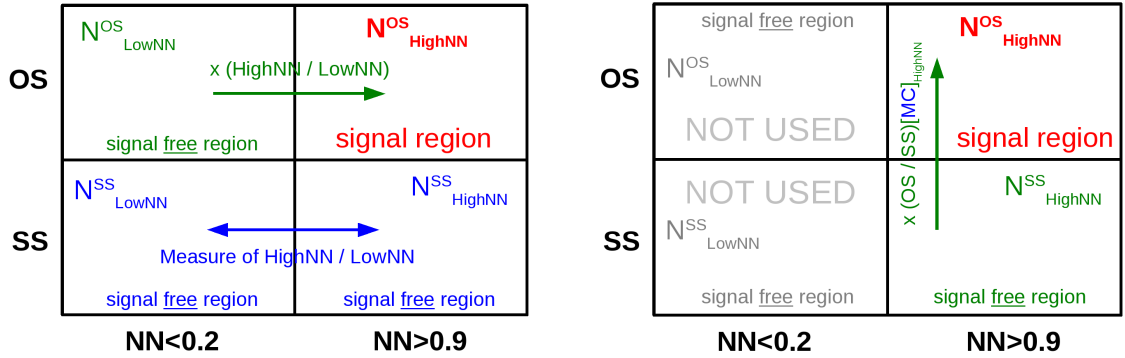 N^OS_LowNN
N^OS_HighNN
OS
x (HighNN / LowNN)
signal free region
signal region
N^SS_LowNN
N^SS_HighNN
SS
Measure of HighNN / LowNN
signal free region
signal free region
NN<0.2
NN>0.9
signal free region
N^OS_HighNN
OS
N^OS_LowNN
NOT USED
x (OS / SS)[MC]_HighNN
signal region
NOT USED
N^SS_HighNN
SS
N^SS_LowNN
signal free region
signal free region
NN<0.2
NN>0.9